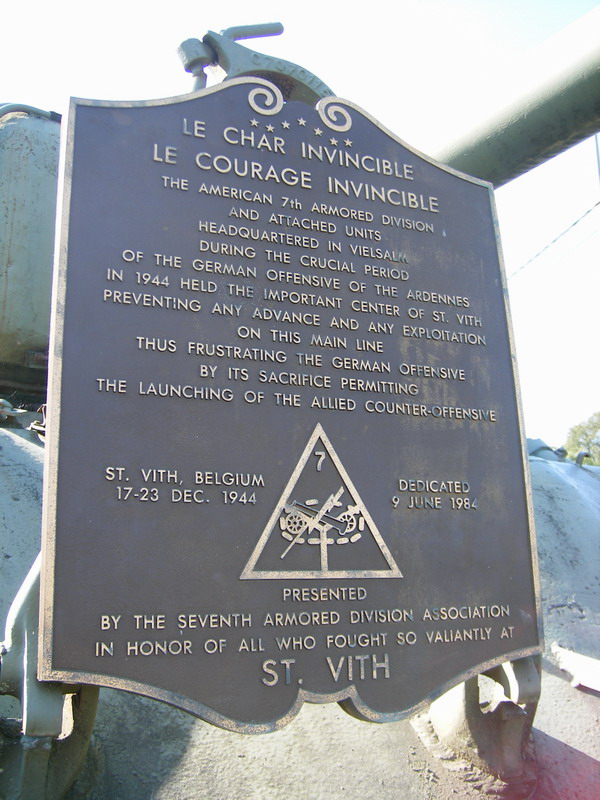 LE CHAR INVINCIBLE
LE COURAGE INVINCIBLE
THE AMERICAN 7th ARMORED DIVISION
AND ATTACHED UNITS
HEADQUARTERED IN VIELSALM
DURING THE CRUCIAL PERIOD
OF THE GERMAN OFFENSIVE OF THE ARDENNES
IN 1944 HELD THE IMPORTANT CENTER OF ST. VITH
PREVENTING ANY ADVANCE AND ANY EXPLOITATION
ON THIS MAIN LINE
THUS FRUSTRATING THE GERMAN OFFENSIVE
BY ITS SACRIFICE PERMITTING
THE LAUNCHING OF THE ALLIED COUNTER-OFFENSIVE
7
ST. VITH, BELGIUM
17-23 DEC. 1944
DEDICATED
9 JUNE 1984
PRESENTED
BY THE SEVENTH ARMORED DIVISION ASSOCIATION
IN HONOR OF ALL WHO FOUGHT SO VALIANTLY AT
ST. VITH